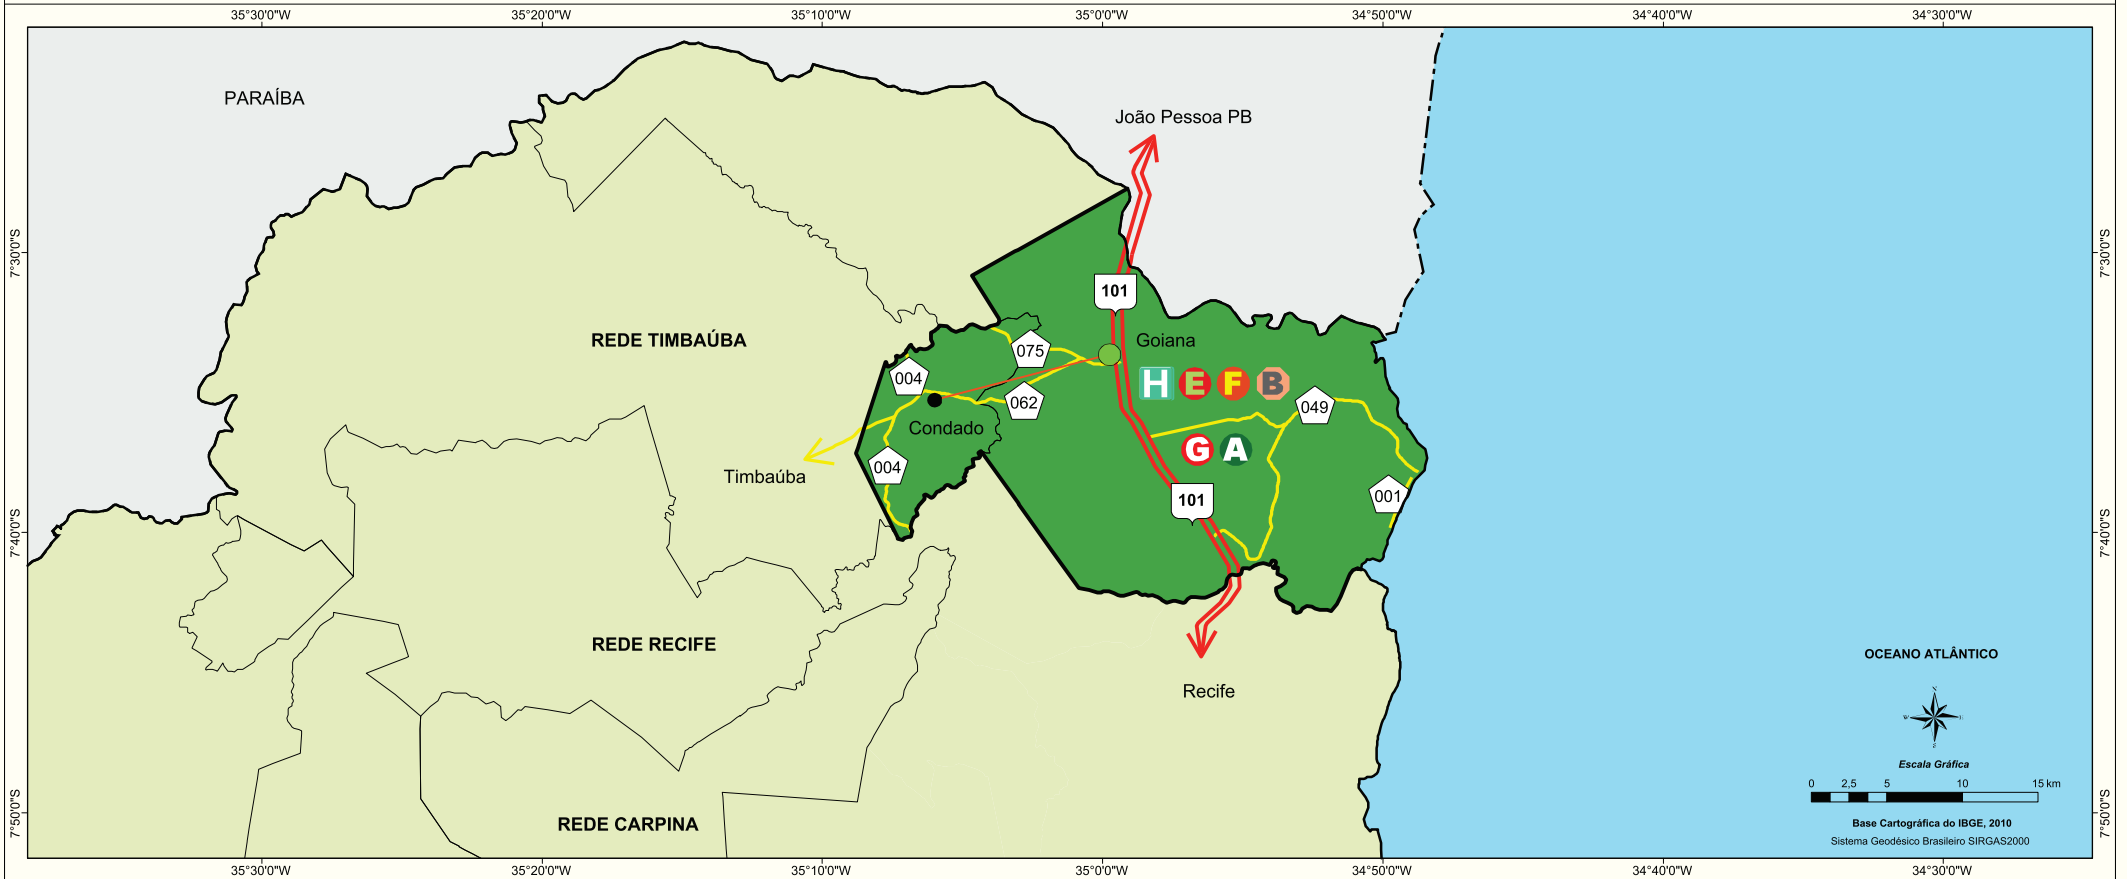 35°30'0"W
35°20'0"W
35°10'0"W
35°0'0"W
34°50'0"W
34°40'0"W
34°30'0"W
PARAÍBA
João Pessoa PB
7°30'0"S
7°30'0"S
101
REDE TIMBAÚBA
Goiana
075
004
H E F B
062
049
Condado
G A
004
Timbaúba
101
001
7°40'0"S
7°40'0"S
REDE RECIFE
OCEANO ATLÂNTICO
Recife
N
W
E
S
Escala Gráfica
0 2,5 5 10 15 km
7°50'0"S
7°50'0"S
REDE CARPINA
Base Cartográfica do IBGE, 2010
Sistema Geodésico Brasileiro SIRGAS2000
35°30'0"W
35°20'0"W
35°10'0"W
35°0'0"W
34°50'0"W
34°40'0"W
34°30'0"W